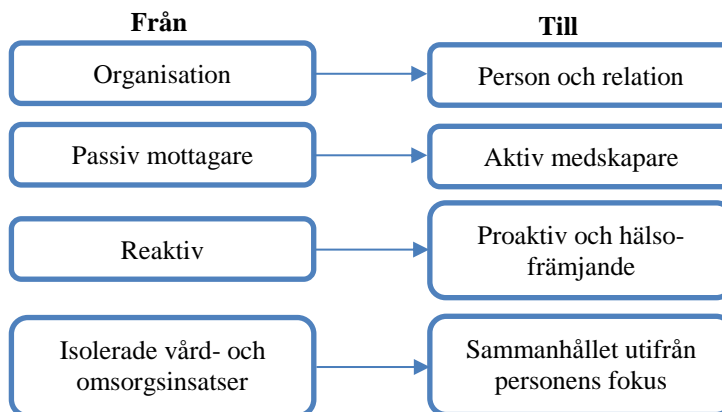 Från
Till
Organisation
Person och relation
Passiv mottagare
Aktiv medskapare
Reaktiv
Proaktiv och hälso-
främjande
Isolerade vård- och
omsorgsinsatser
Sammanhållet utifrån
personens fokus